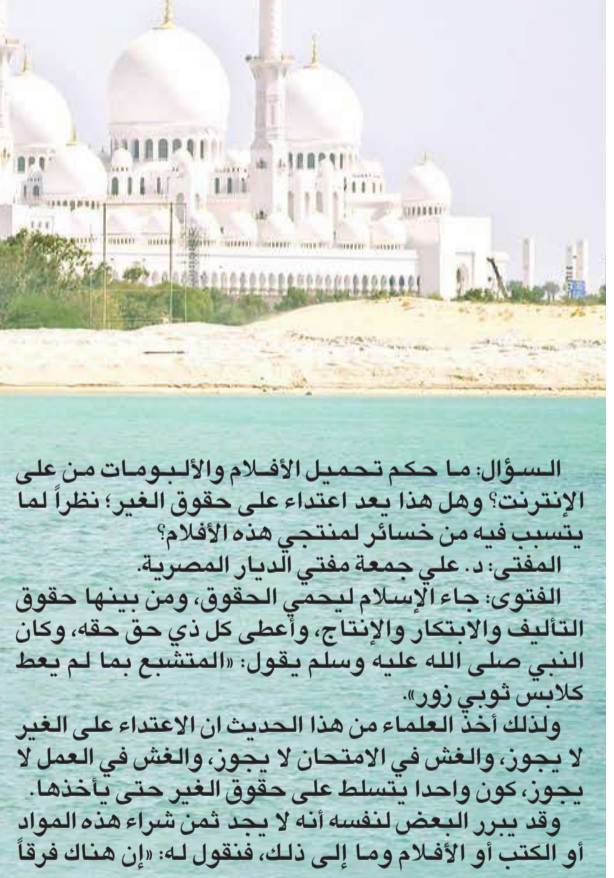 السؤال: ما حكم تحميل الأفلام والألبومات من على
الإنترنت؟ وهل هذا يعد اعتداء على حقوق الغير؛ نظراً لما
يتسبب فيه من خسائر لمنتجي هذه الأفلام؟
المفتي: د. علي جمعة مفتي الديار المصرية.
الفتوى: جاء الإسلام ليحمي الحقوق، ومن بينها حقوق
التأليف والابتكار والإنتاج، وأعطى كل ذي حق حقه، وكان
النبي صلى الله عليه وسلم يقول: «المتشبع بما لم يعط
كلابس ثوبي زور».
ولذلك أخذ العلماء من هذا الحديث ان الاعتداء على الغير
لا يجوز، والغش في الامتحان لا يجوز، والغش في العمل لا
يجوز، كون واحدا يتسلط على حقوق الغير حتى يأخذها.
وقد يبرر البعض لنفسه أنه لا يجد ثمن شراء هذه المواد
أو الكتب أو الأفلام وما إلى ذلك، فنقول له: «إن هناك فرقاً